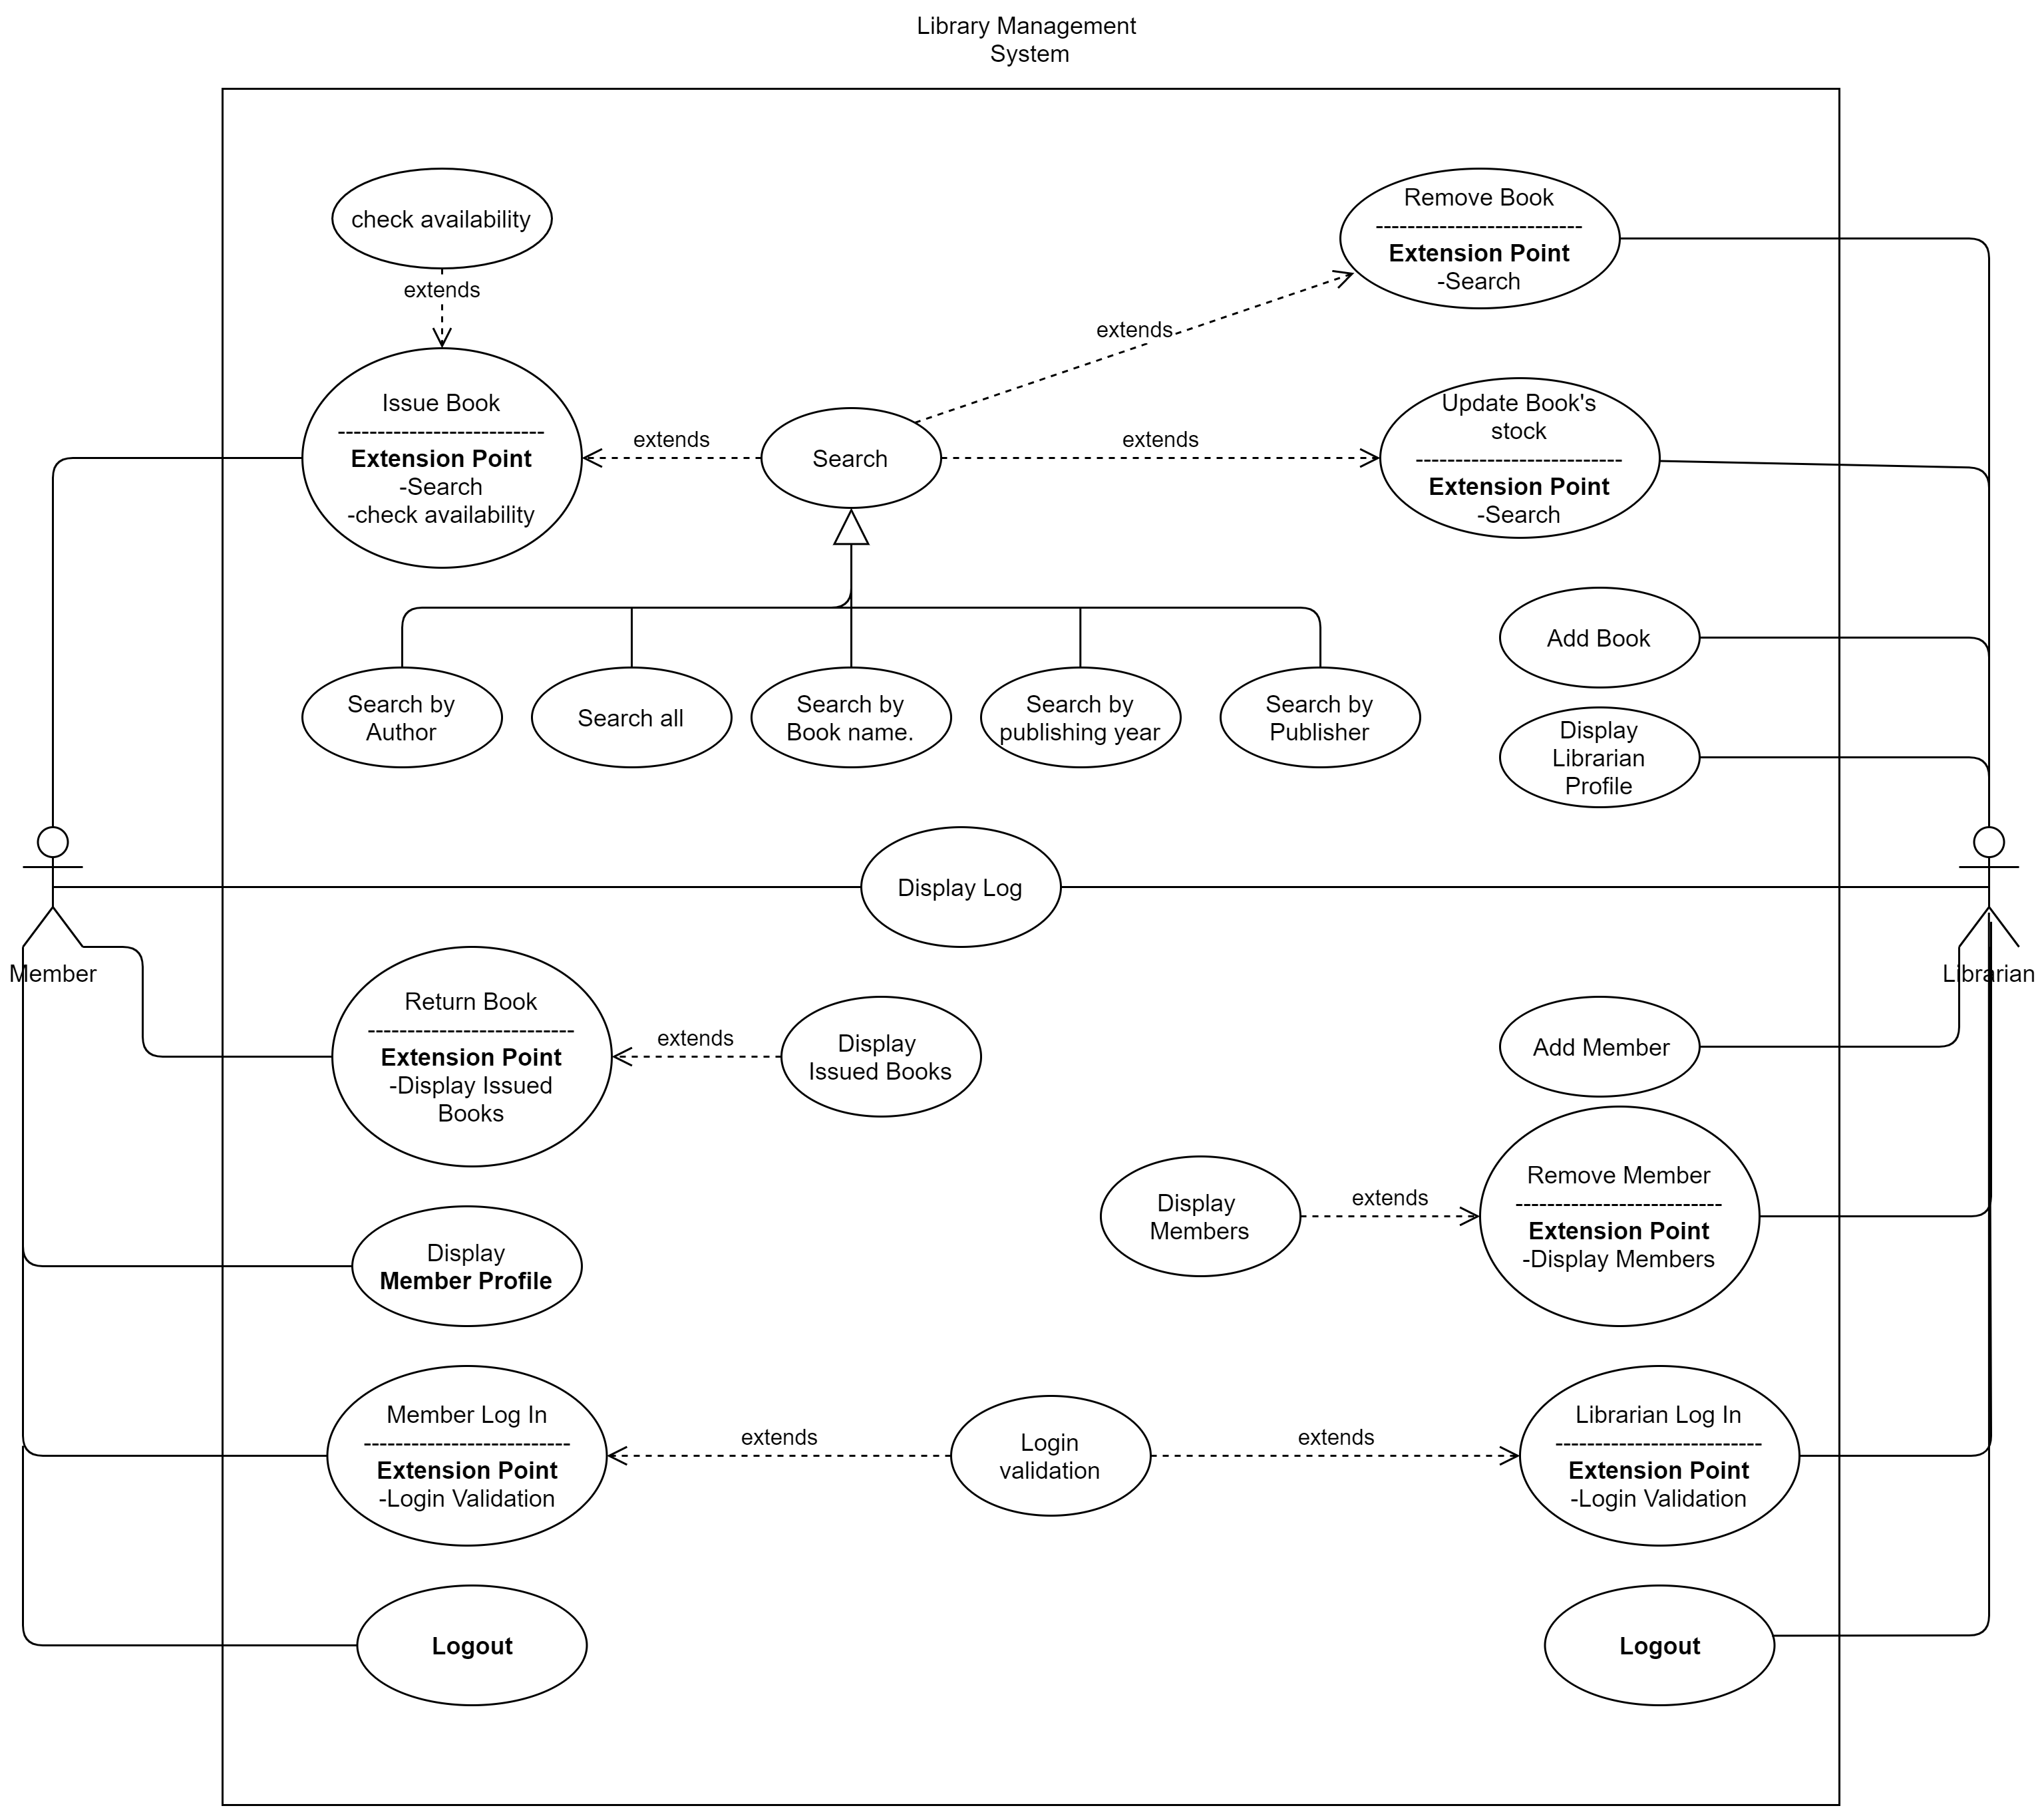 Library Management
System
check availability
extends
Remove Book
--------------------------
Extension Point
-Search
extends
Issue Book
--------------------------
Extension Point
-Search
-check availability
extends
Search
extends
Update Book's
stock
--------------------------
Extension Point
-Search
Add Book
Search by
Author
Search all
Search by
Book name.
Search by
publishing year
Search by
Publisher
Display
Librarian
Profile
Display Log
Member
Librarian
Return Book
--------------------------
Extension Point
-Display Issued
Books
extends
Display
Issued Books
Add Member
Display
Members
extends
Remove Member
--------------------------
Extension Point
-Display Members
Display
Member Profile
Member Log In
--------------------------
Extension Point
-Login Validation
extends
Login
validation
extends
Librarian Log In
--------------------------
Extension Point
-Login Validation
Logout
Logout